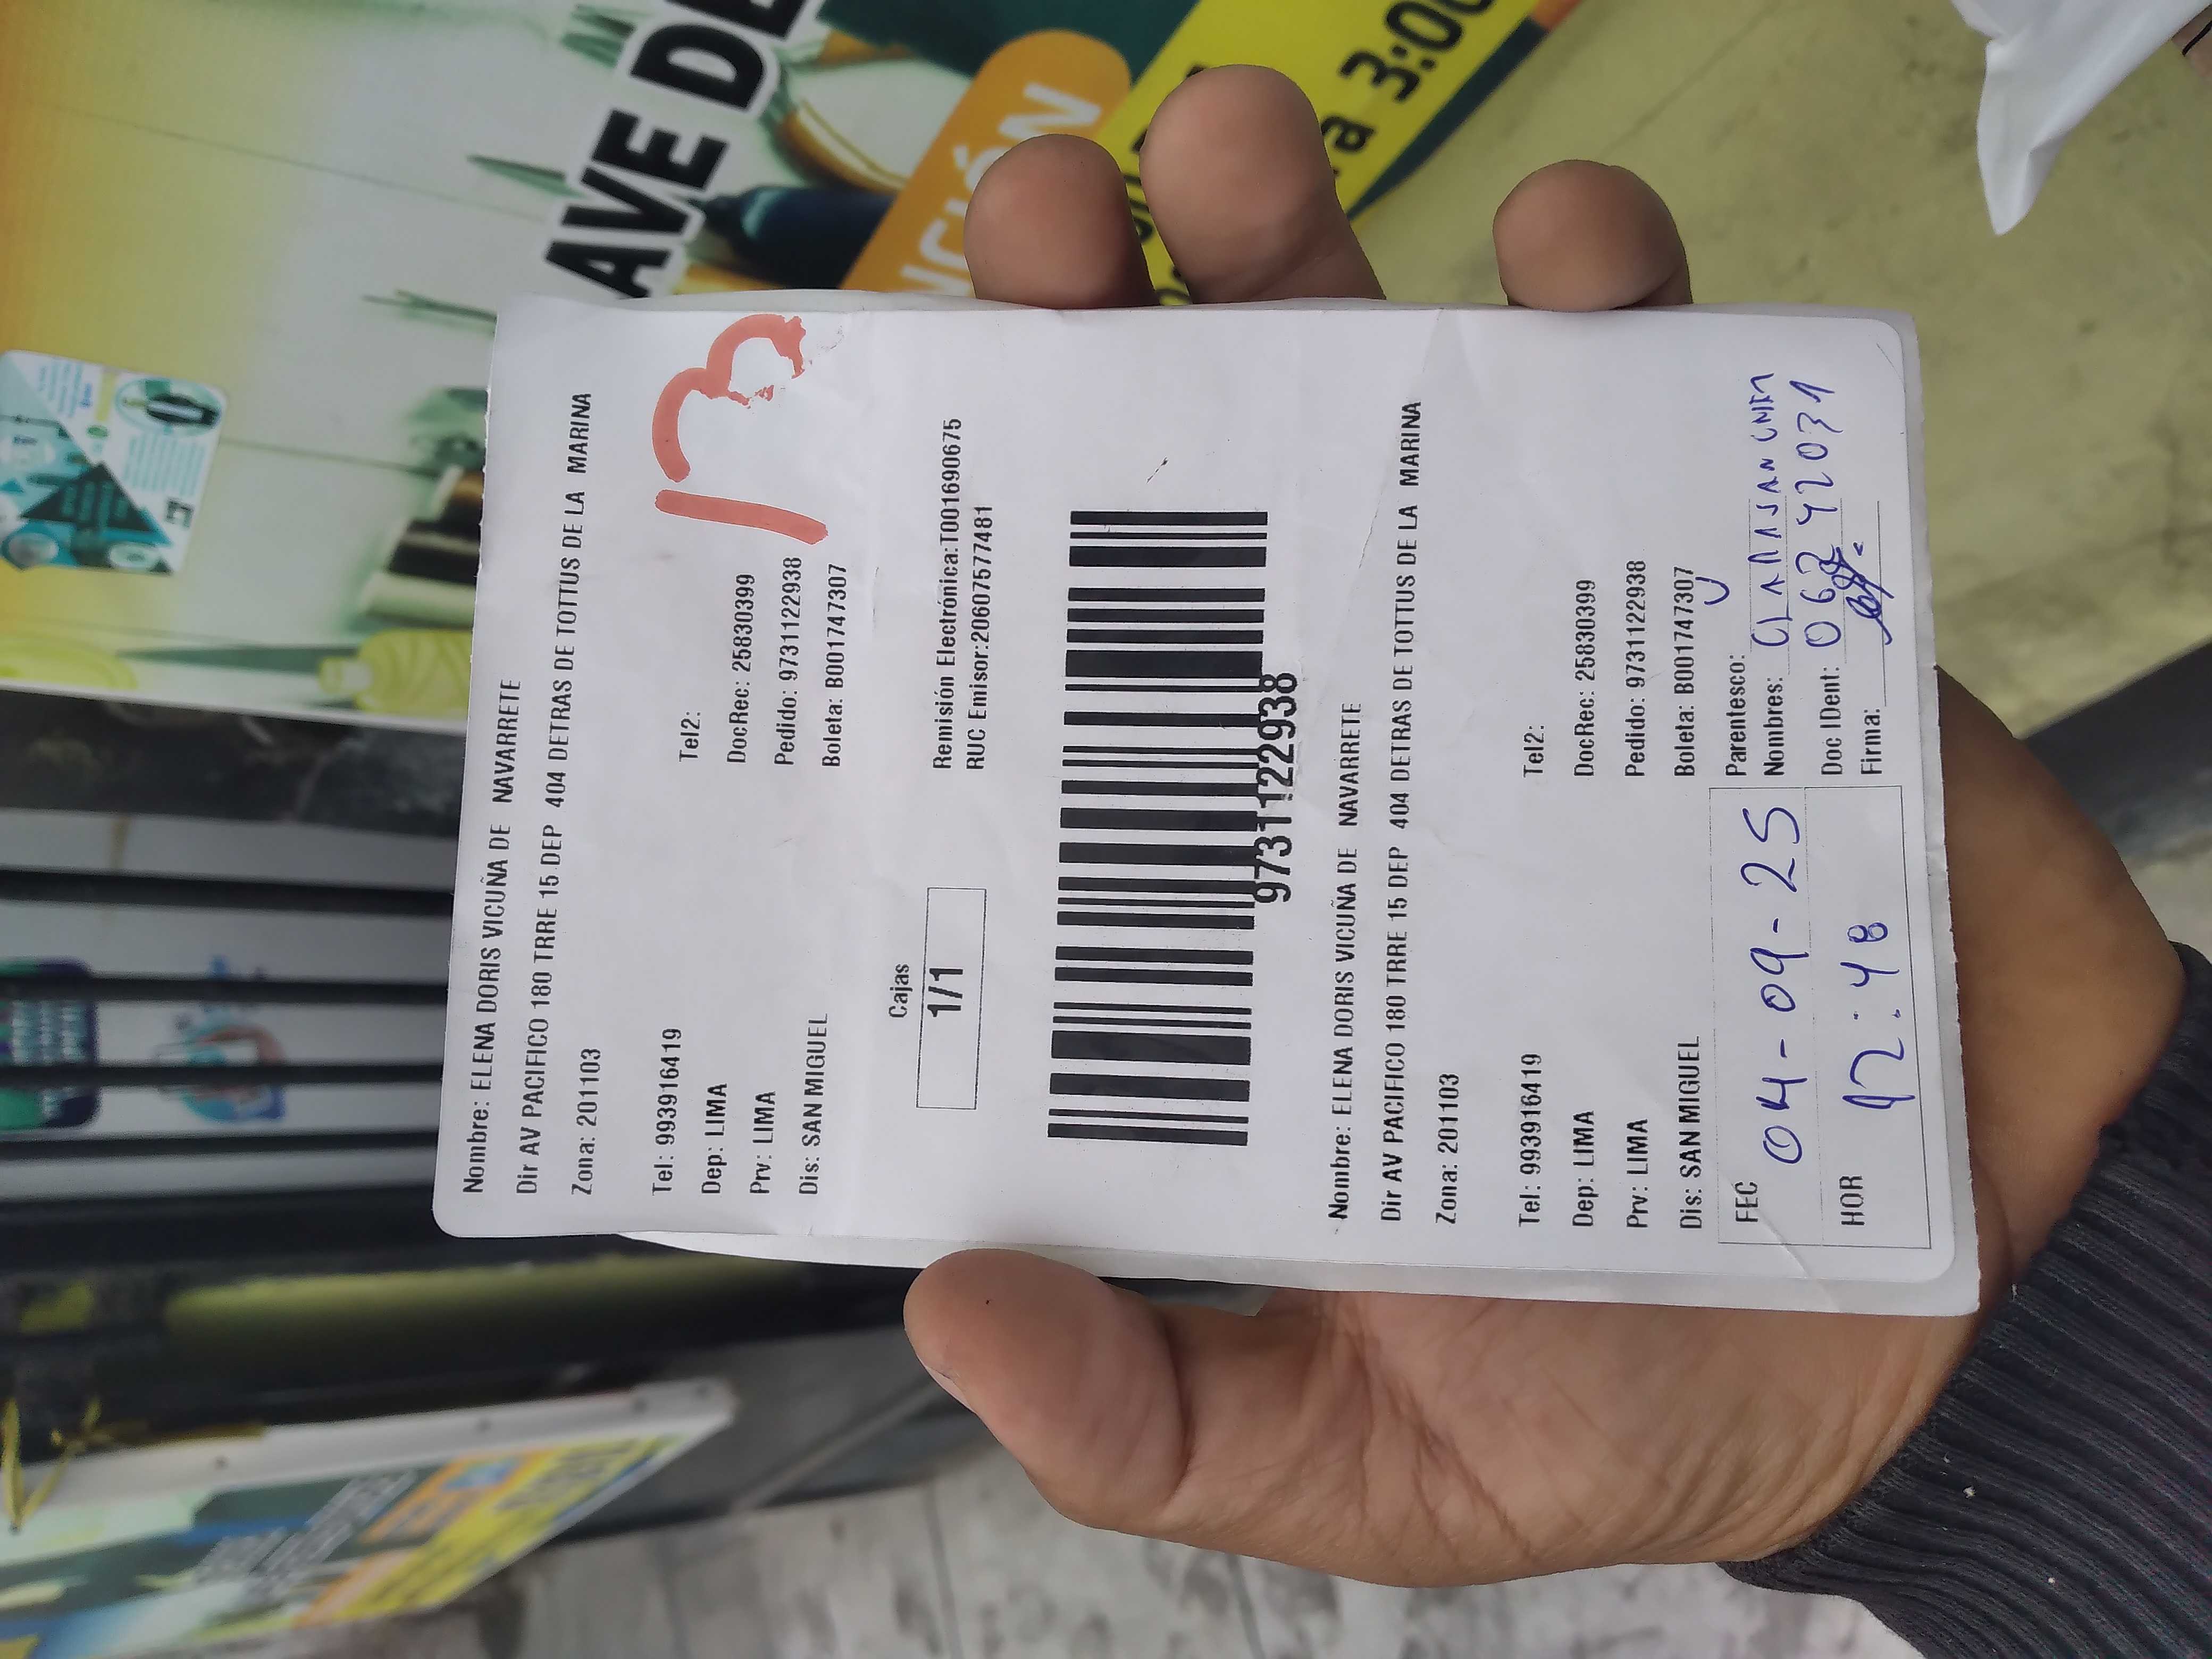 Nombre: ELENA DORIS VICUÑA DE NAVARRETE
Dir AV PACIFICO 180 TRRE 15 DEP 404 DETRAS DE TOTTUS DE LA MARINA
Zona: 201103
13
Tel: 993916419 Tel2:
Dep: LIMA DocRec: 25830399
Prv: LIMA Pedido: 9731122938
Dis: SAN MIGUEL Boleta: B001747307
Cajas
1/1
Remisión Electrónica:T001690675
RUC Emisor:20607577481
9731122938
Nombre: ELENA DORIS VICUÑA DE NAVARRETE
Dir AV PACIFICO 180 TRRE 15 DEP 404 DETRAS DE TOTTUS DE LA MARINA
Zona: 201103
Tel: 993916419 Tel2:
Dep: LIMA DocRec: 25830399
Prv: LIMA Pedido: 9731122938
Dis: SAN MIGUEL Boleta: B001747307
FEC 04-09-25
HOR 12:48
Parentesco:
Nombres:
Doc IDent: 06242031
Firma:
AVE DE
a 3:00